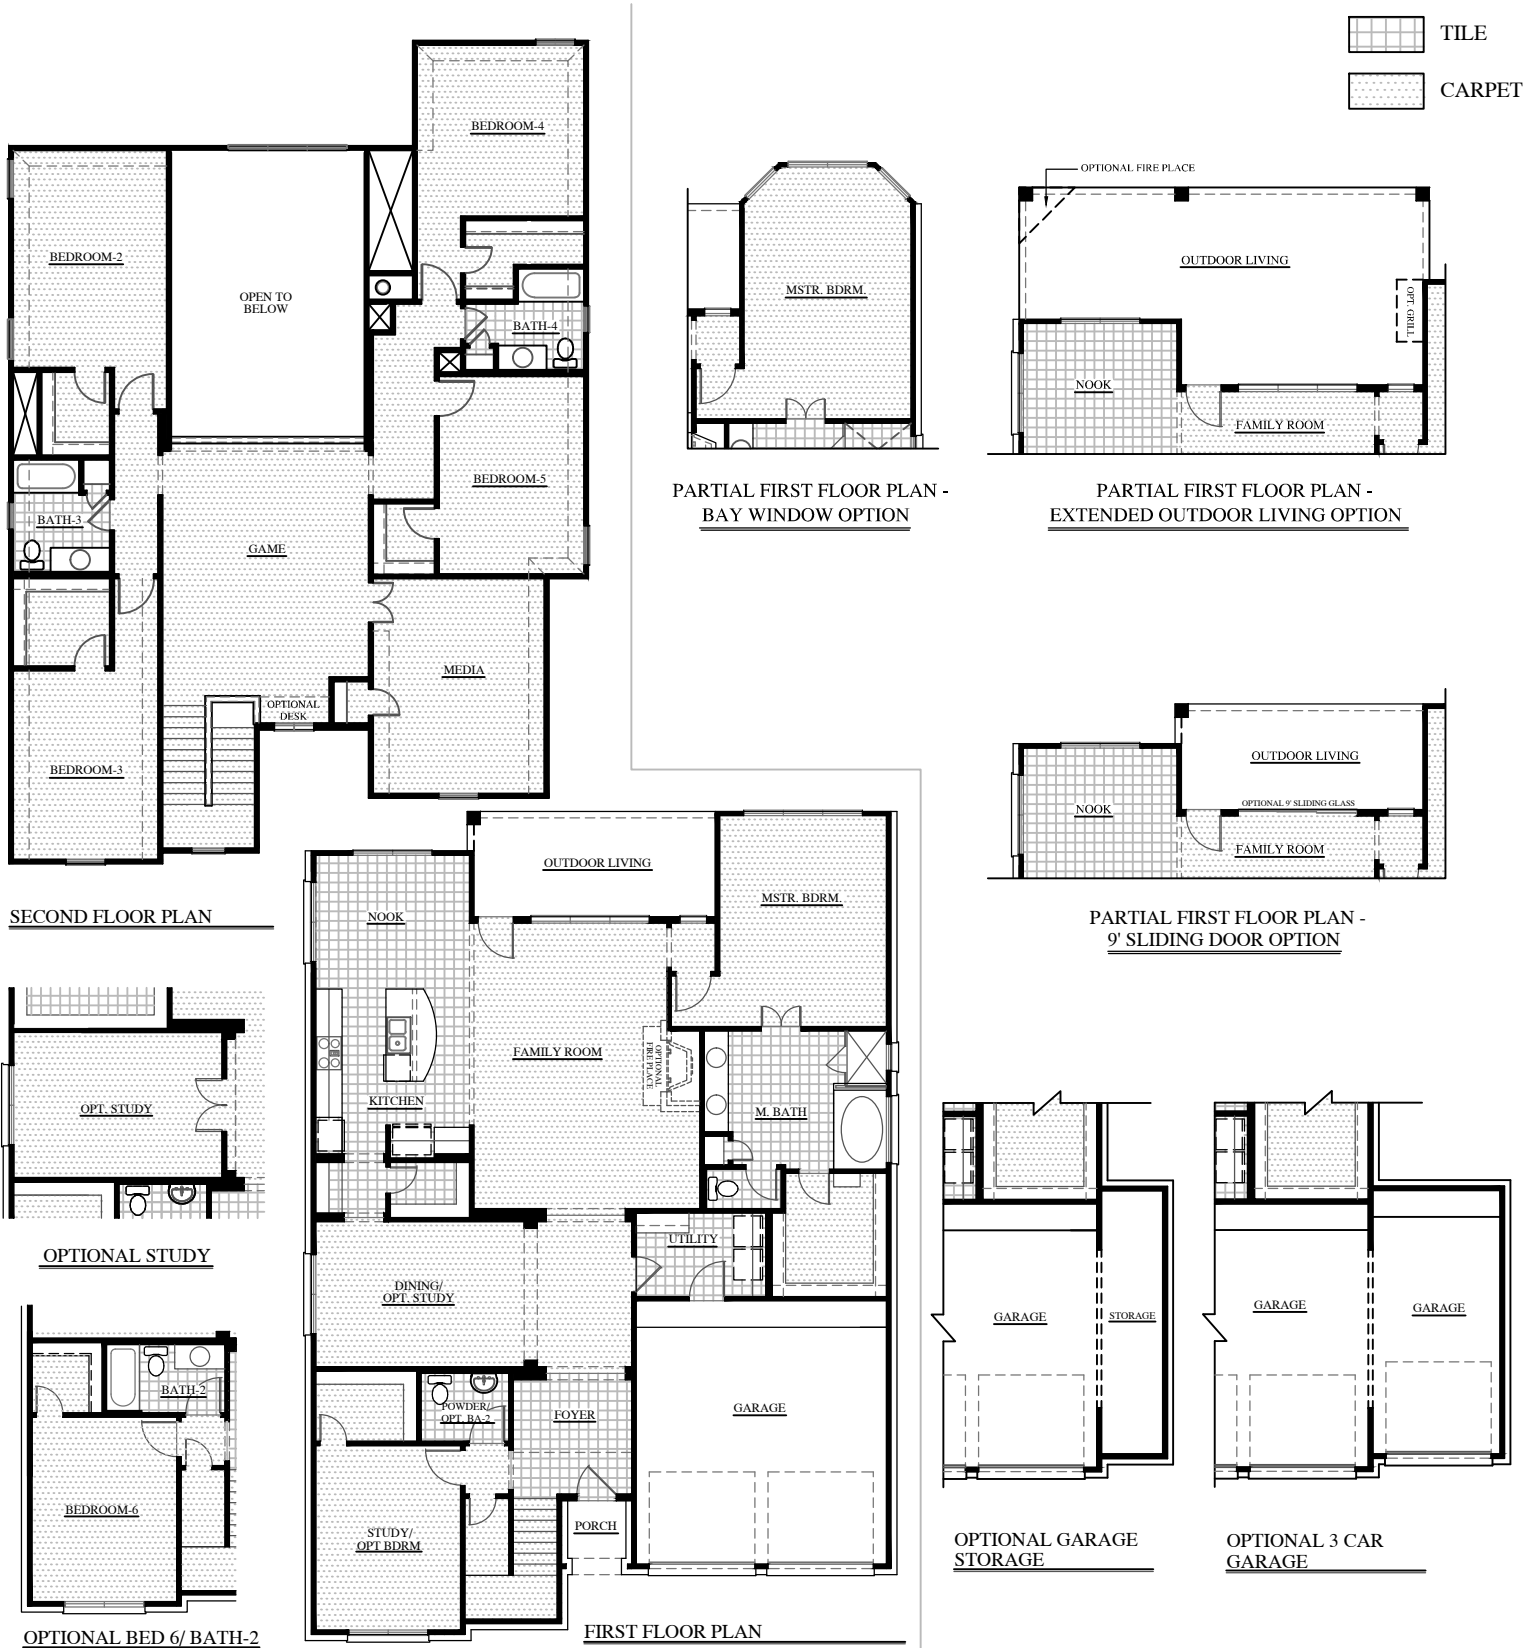 TILE
CARPET
BEDROOM-4
BEDROOM-2
OPEN TO
BELOW
BATH-4
BEDROOM-5
BATH-3
GAME
MEDIA
OPTIONAL
DESK
BEDROOM-3
SECOND FLOOR PLAN
MSTR. BDRM.
PARTIAL FIRST FLOOR PLAN -
BAY WINDOW OPTION
OPTIONAL FIRE PLACE
OUTDOOR LIVING
OPT. GRILL
NOOK
FAMILY ROOM
PARTIAL FIRST FLOOR PLAN -
EXTENDED OUTDOOR LIVING OPTION
OUTDOOR LIVING
OPTIONAL 9' SLIDING GLASS
NOOK
FAMILY ROOM
PARTIAL FIRST FLOOR PLAN -
9' SLIDING DOOR OPTION
OUTDOOR LIVING
MSTR. BDRM.
NOOK
FAMILY ROOM
OPTIONAL
FIRE PLACE
KITCHEN
M. BATH
UTILITY
DINING/
OPT. STUDY
POWDER/
OPT. BA-2
FOYER
GARAGE
STUDY/
OPT BDRM
PORCH
FIRST FLOOR PLAN
OPT. STUDY
OPTIONAL STUDY
BATH-2
BEDROOM-6
OPTIONAL BED 6/ BATH-2
GARAGE
STORAGE
OPTIONAL GARAGE
STORAGE
GARAGE
GARAGE
OPTIONAL 3 CAR
GARAGE